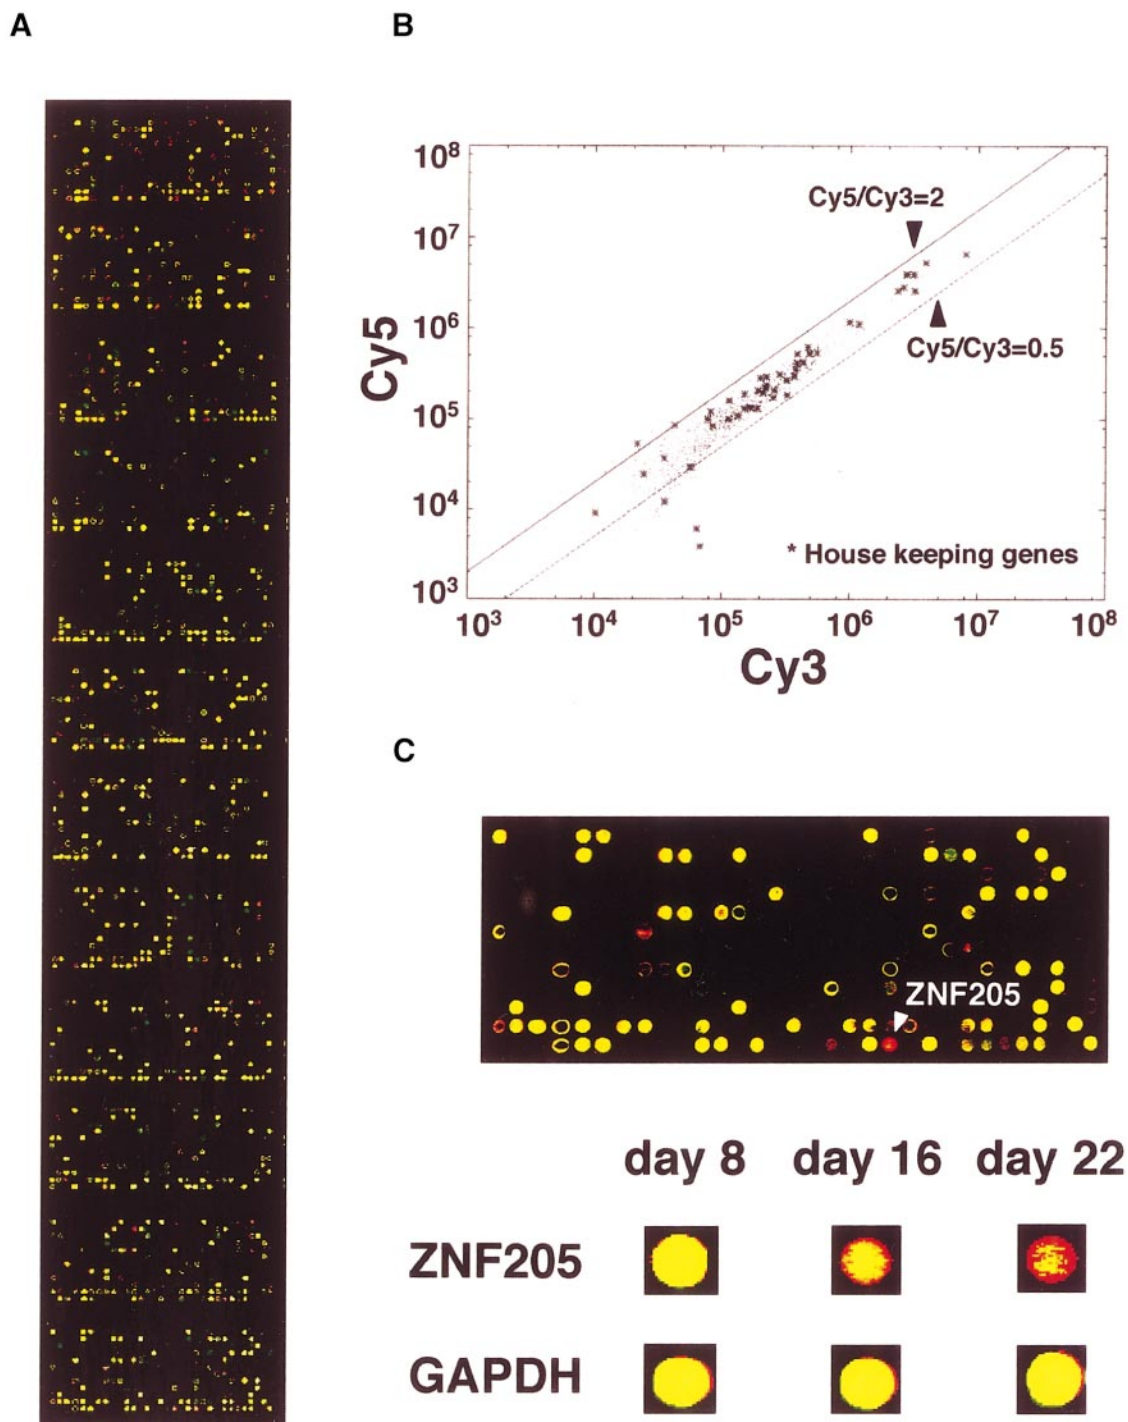 A
B
10⁸
10⁷
10⁶
10⁵
10⁴
10³
Cy5
Cy5/Cy3=2
Cy5/Cy3=0.5
* House keeping genes
10³ 10⁴ 10⁵ 10⁶ 10⁷ 10⁸
Cy3
C
ZNF205
day 8 day 16 day 22
ZNF205
GAPDH